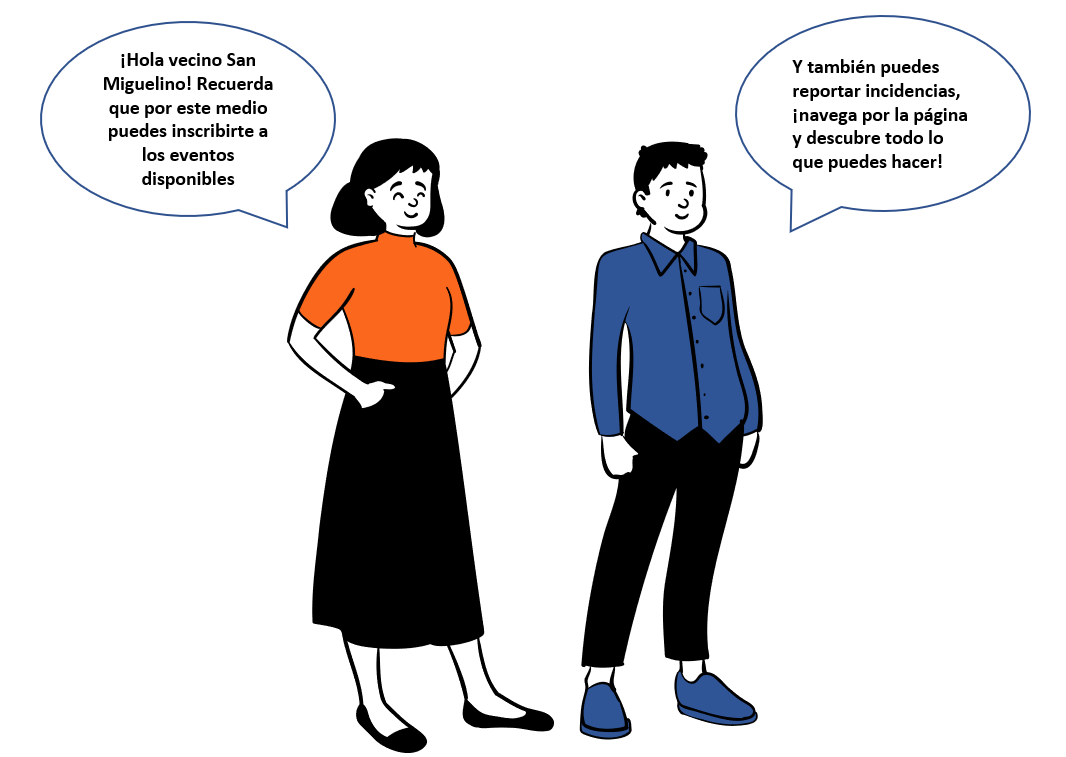 ¡Hola vecino San
Miguelino! Recuerda
que por este medio
puedes inscribirte a
los eventos
disponibles
Y también puedes
reportar incidencias,
¡navega por la página
y descubre todo lo
que puedes hacer!